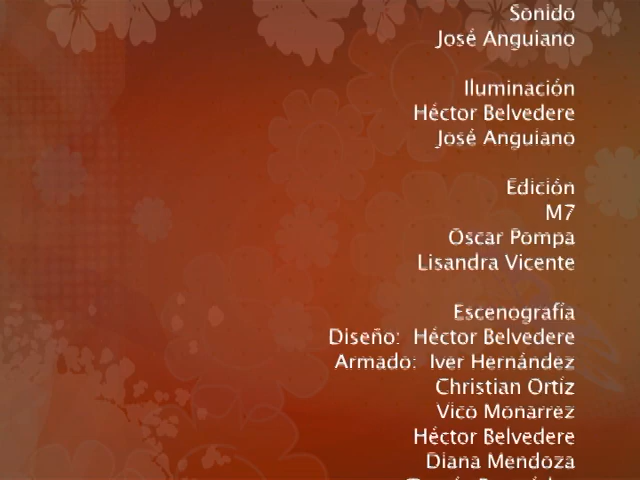 Sonido
José Anguiano
Iluminación
Héctor Belvedere
José Anguiano
Edición
M7
Oscar Pompa
Lisandra Vicente
Escenografía
Diseño: Héctor Belvedere
Armado: Iver Hernández
Christian Ortíz
Vico Monarrez
Héctor Belvedere
Diana Mendoza